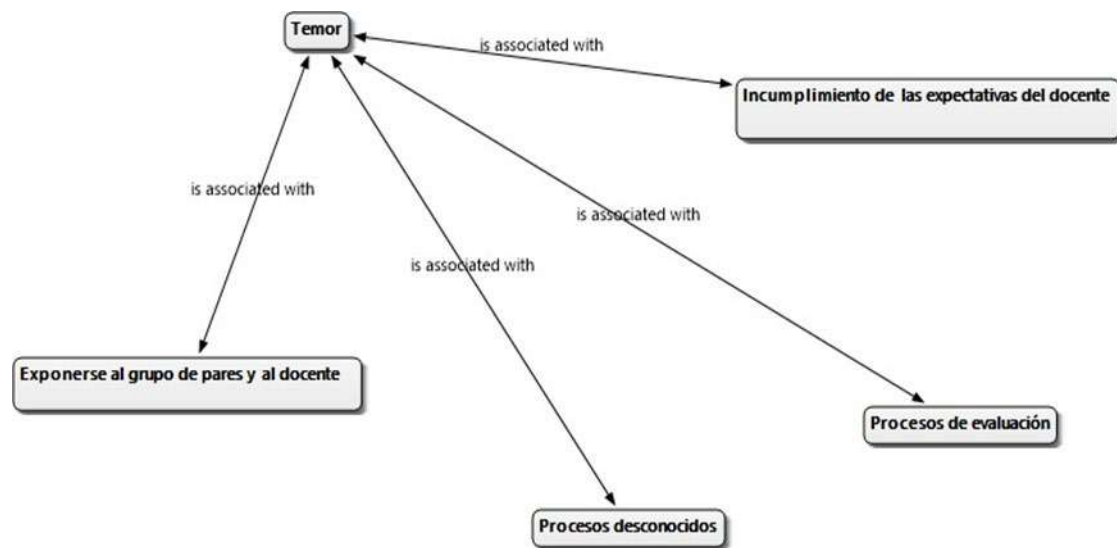 Temor
is associated with
Incumplimiento de las expectativas del docente
is associated with
is associated with
is associated with
Exponerse al grupo de pares y al docente
Procesos de evaluación
Procesos desconocidos